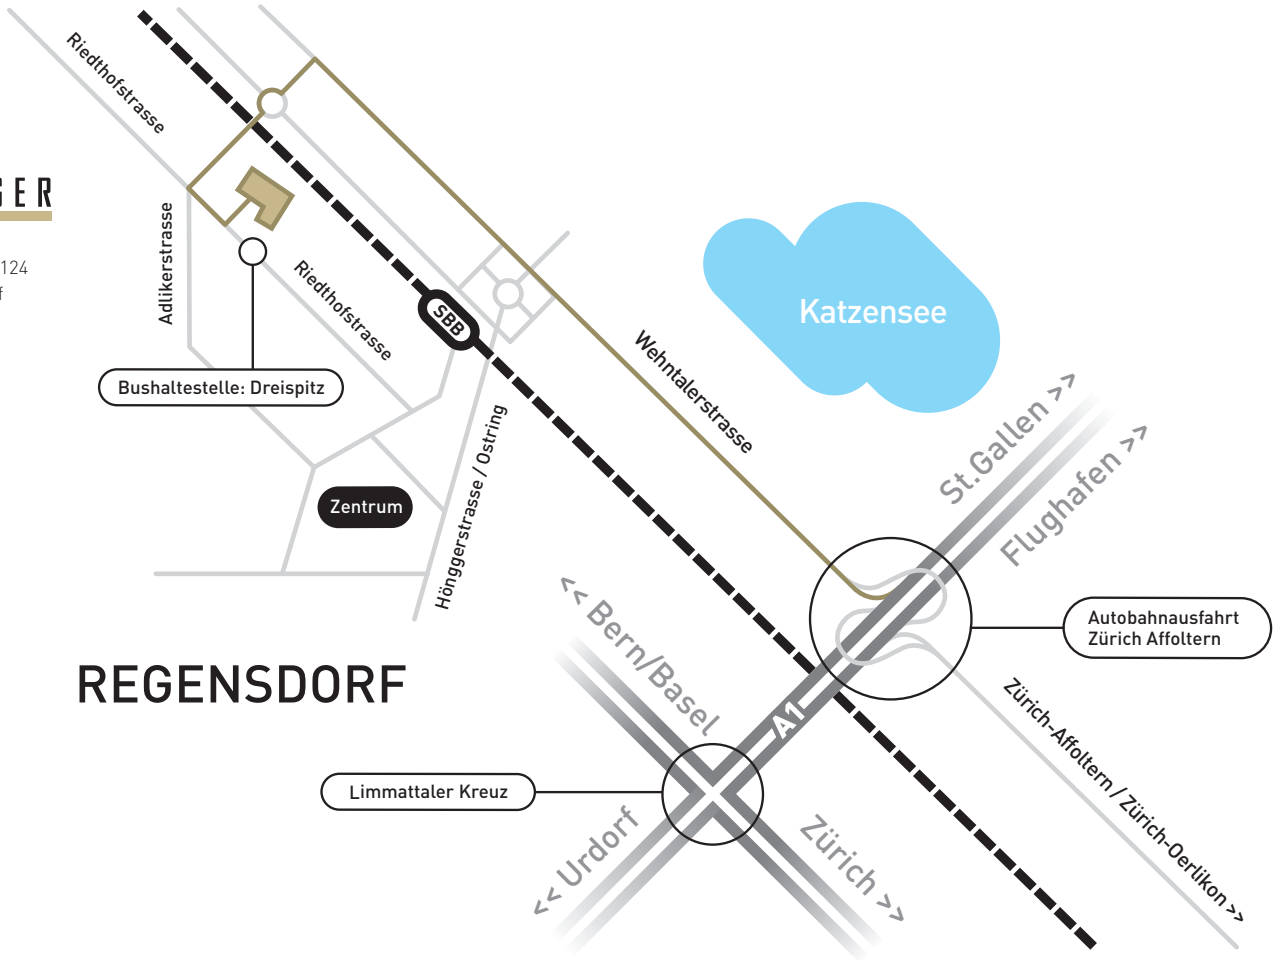 Riedthofstrasse
GER
124
f
Adlikerstrasse
Riedthofstrasse
SBB
Bushaltestelle: Dreispitz
Katzensee
Wehntalerstrasse
St.Gallen >>
Flughafen >>
Zentrum
Hönggerstrasse / Ostring
<< Bern/Basel
Autobahnausfahrt
Zürich Affoltern
REGENSDORF
A1
Zürich-Affoltern / Zürich-Oerlikon >>
Limmattaler Kreuz
<< Urdorf
Zürich >>